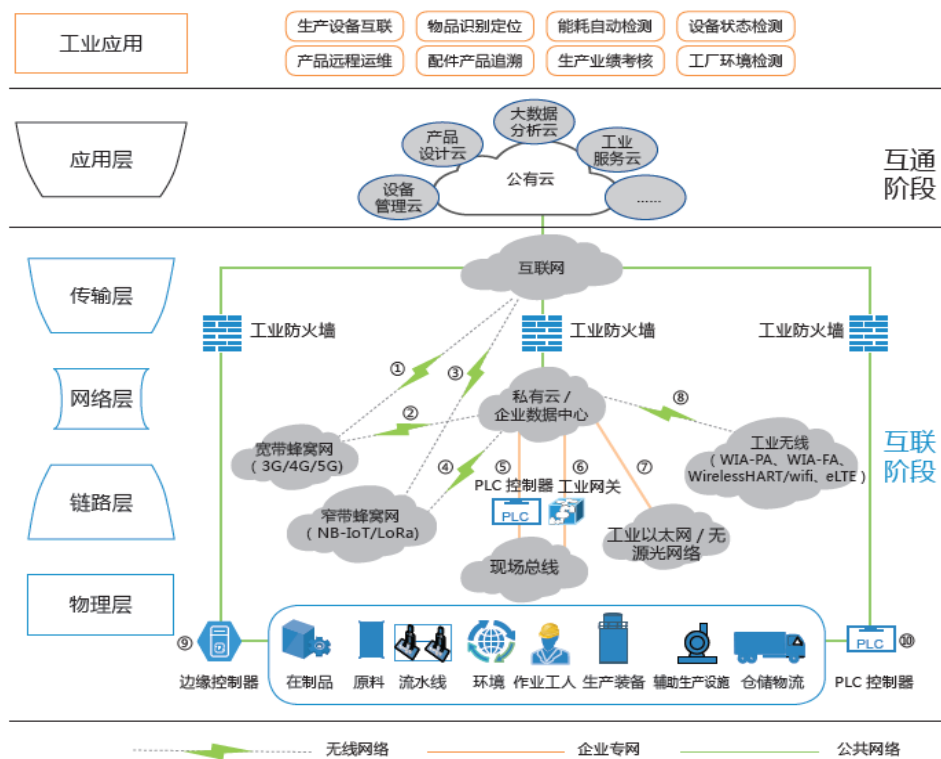 工业应用
生产设备互联
物品识别定位
能耗自动检测
设备状态检测
产品远程运维
配件产品追溯
生产业绩考核
工厂环境检测
应用层
大数据
分析云
产品
设计云
工业
服务云
公有云
设备
管理云
......
互通
阶段
传输层
互联网
工业防火墙
工业防火墙
工业防火墙
①
③
网络层
私有云 /
企业数据中心
②
⑧
宽带蜂窝网
（ 3G/4G/5G）
④
⑤
⑥
⑦
工业无线
（ WIA-PA、WIA-FA、
WirelessHART/wifi、eLTE ）
互联
阶段
链路层
PLC 控制器
工业网关
PLC
窄带蜂窝网
（ NB-IoT/LoRa)
工业以太网 / 无
源光网络
现场总线
物理层
⑨
PLC
⑩
边缘控制器
在制品
原料
流水线
环境
作业工人
生产装备
辅助生产设施
仓储物流
PLC 控制器
无线网络
企业专网
公共网络